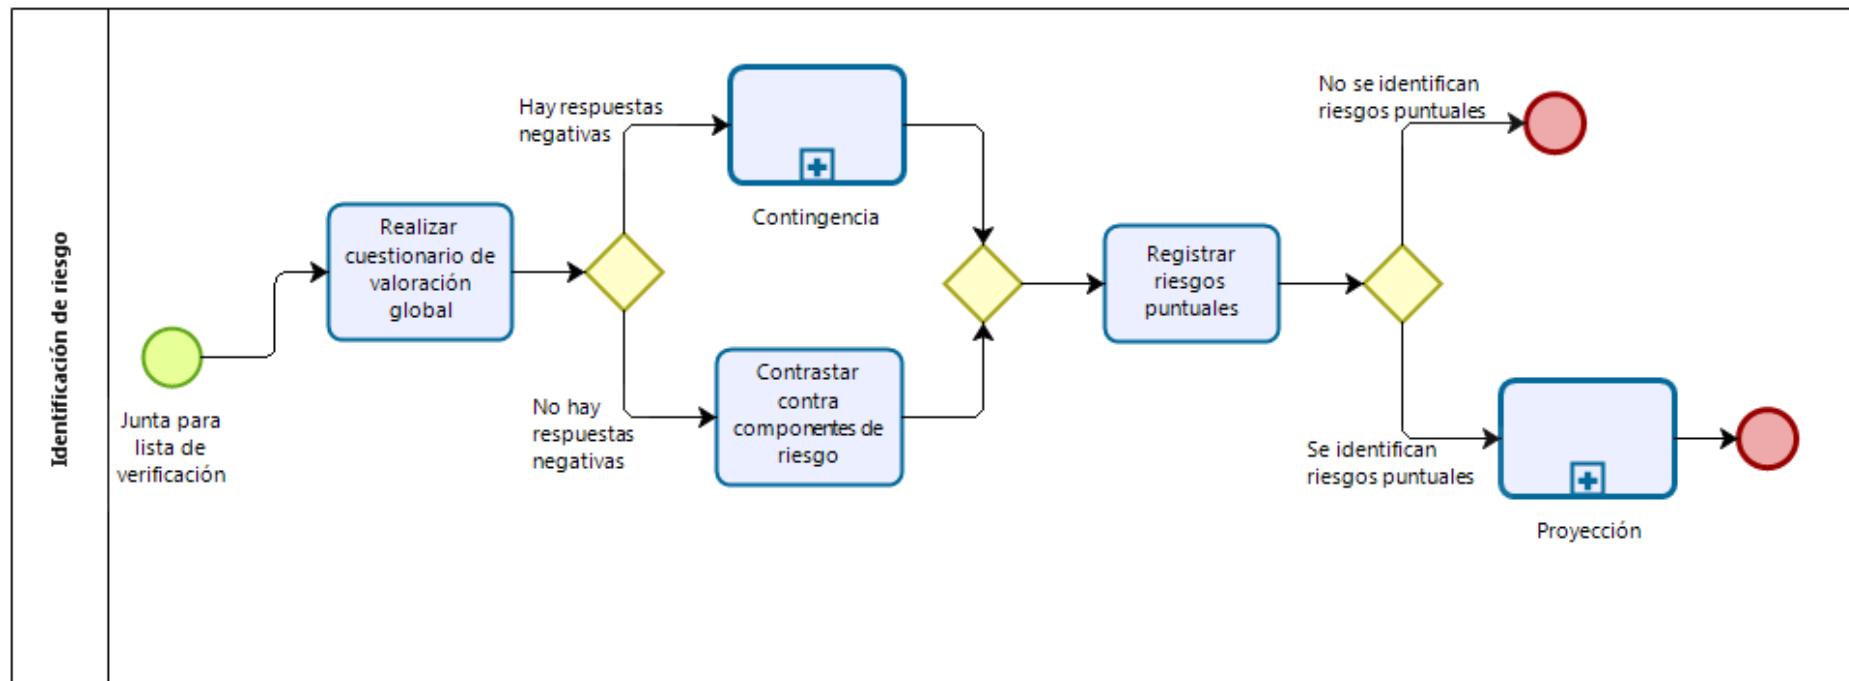 Identificación de riesgo
Junta para
lista de
verificación
Realizar
cuestionario de
valoración
global
Hay respuestas
negativas
No hay
respuestas
negativas
Contingencia
Contrastar
contra
componentes de
riesgo
Registrar
riesgos
puntuales
No se identifican
riesgos puntuales
Se identifican
riesgos puntuales
Proyección